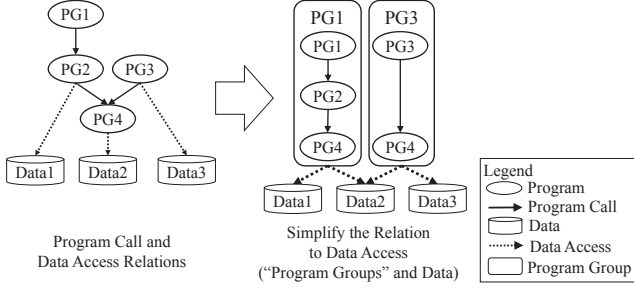 PG1
PG2
PG3
PG4
Data1
Data2
Data3
Program Call and
Data Access Relations
PG1
PG3
PG1
PG3
PG2
PG4
PG4
Data1
Data2
Data3
Simplify the Relation
to Data Access
(“Program Groups” and Data)
Legend
Program
Program Call
Data
Data Access
Program Group